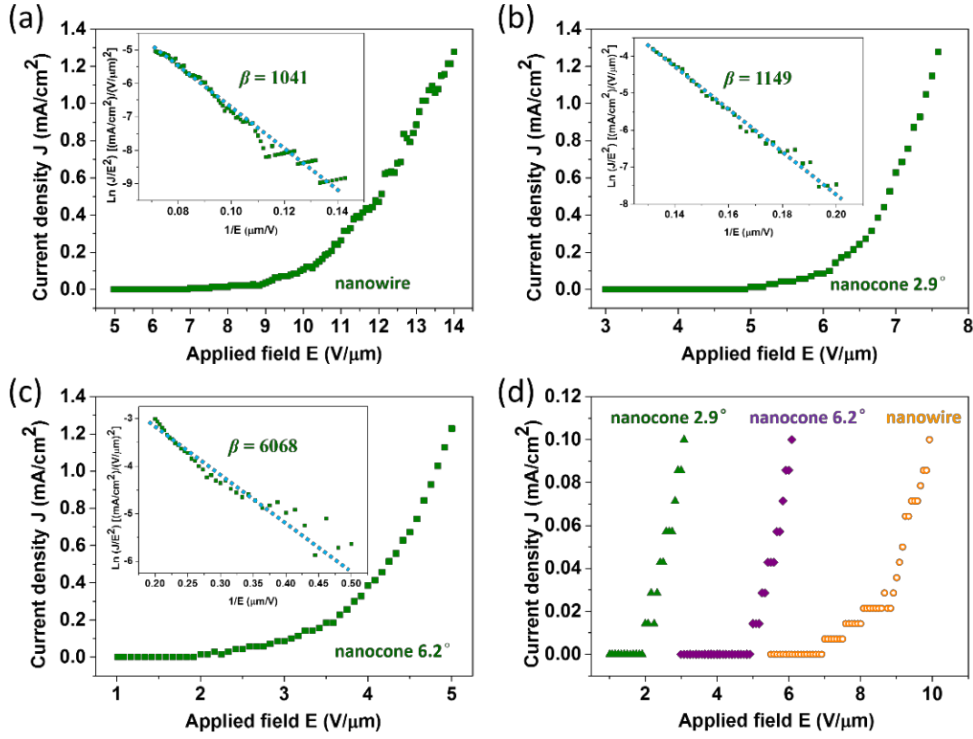 (a)
Current density J (mA/cm²)
1.4
1.2
1.0
0.8
0.6
0.4
0.2
0.0
5 6 7 8 9 10 11 12 13 14
Applied field E (V/μm)
nanowire
Ln (J/E²) [(mA/cm²)/(V/μm)²]
-5
-6
-7
-8
-9
0.08 0.10 0.12 0.14
1/E (μm/V)
β = 1041
(b)
Current density J (mA/cm²)
1.4
1.2
1.0
0.8
0.6
0.4
0.2
0.0
3 4 5 6 7 8
Applied field E (V/μm)
nanocone 2.9°
Ln (J/E²) [(mA/cm²)/(V/μm)²]
-4
-5
-6
-7
-8
0.14 0.16 0.18 0.20
1/E (μm/V)
β = 1149
(c)
Current density J (mA/cm²)
1.4
1.2
1.0
0.8
0.6
0.4
0.2
0.0
1 2 3 4 5
Applied field E (V/μm)
nanocone 6.2°
Ln (J/E²) [(mA/cm²)/(V/μm)²]
-3
-4
-5
-6
0.20 0.25 0.30 0.35 0.40 0.45 0.50
1/E (μm/V)
β = 6068
(d)
Current density J (mA/cm²)
0.12
0.10
0.08
0.06
0.04
0.02
0.00
2 4 6 8 10
Applied field E (V/μm)
nanocone 2.9° nanocone 6.2° nanowire